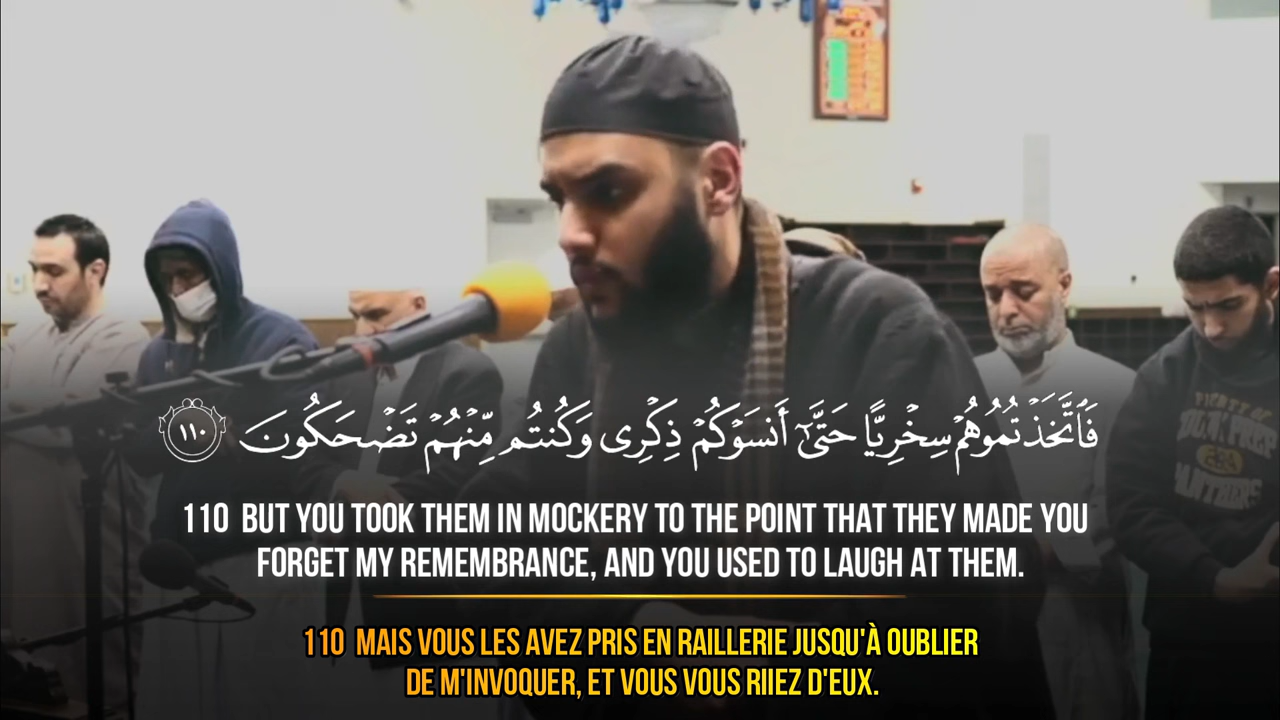 فَٱتَّخَذْتُمُوهُمْ سِخْرِيًّا حَتَّىٰٓ أَنسَوْكُمْ ذِكْرِى وَكُنتُم مِّنْهُمْ تَضْحَكُونَ ١١٠
110 BUT YOU TOOK THEM IN MOCKERY TO THE POINT THAT THEY MADE YOU
FORGET MY REMEMBRANCE, AND YOU USED TO LAUGH AT THEM.
110 MAIS VOUS LES AVEZ PRIS EN RAILLERIE JUSQU'À OUBLIER
DE M'INVOQUER, ET VOUS VOUS RIIEZ D'EUX.